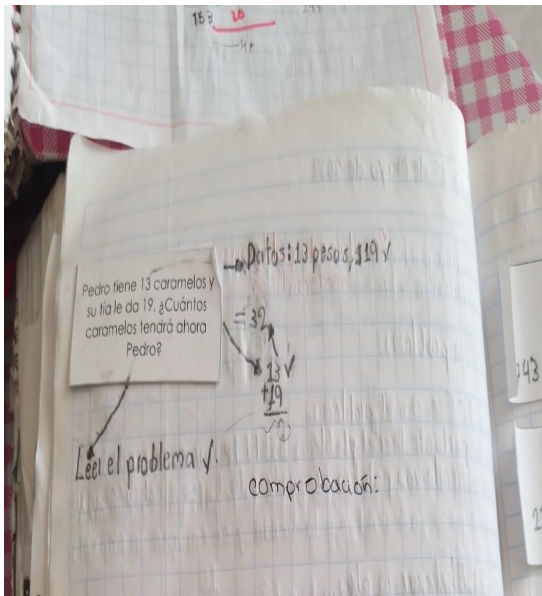 Datos: 13 pesos, $19 ✓
Pedro tiene 13 caramelos y
su tía le da 19. ¿Cuántos
caramelos tendrá ahora
Pedro?
= 32
13 ✓
+19
Leer el problema ✓.
comprobación:
43